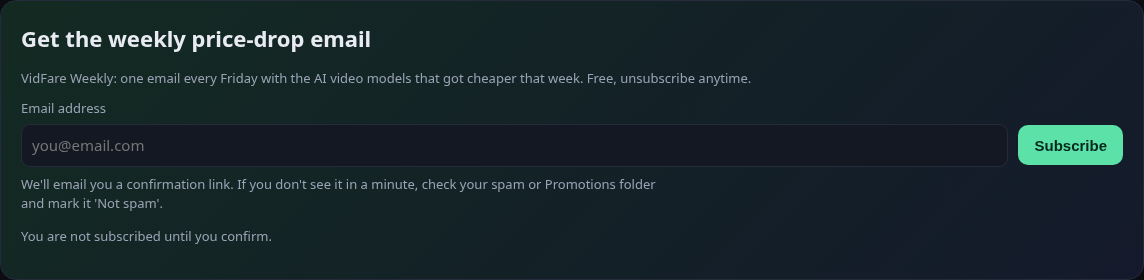 Get the weekly price-drop email
VidFare Weekly: one email every Friday with the AI video models that got cheaper that week. Free, unsubscribe anytime.
Email address
you@email.com
Subscribe
We'll email you a confirmation link. If you don't see it in a minute, check your spam or Promotions folder
and mark it 'Not spam'.
You are not subscribed until you confirm.